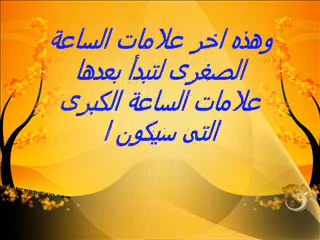 وهذه اخر علامات الساعة
الصغرى لتبدأ بعدها
علامات الساعة الكبرى
التى سيكون ا